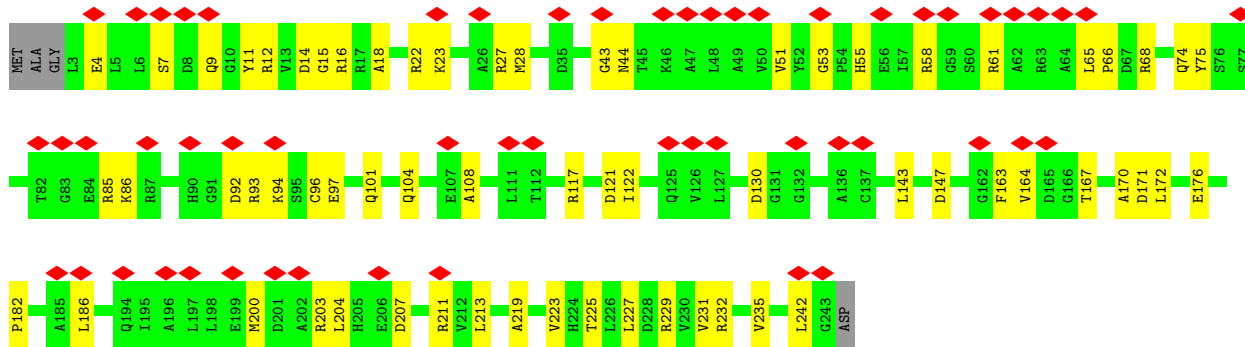 MET ALA GLY L3 E4 L5 L6 S7 D8 Q9 G10 Y11 R12 V13 D14 G15 R16 R17 A18 R22 K23 A26 R27 M28 D35 G43 N44 T45 K46 A47 L48 A49 V50 V51 Y52 G53 P54 H55 E56 I57 R58 G59 S60 R61 A62 R63 A64 L65 P66 D67 R68 Q74 Y75 S76 S77
T82 G83 E84 R85 K86 R87 H90 G91 D92 R93 K94 S95 C96 E97 Q101 Q104 E107 A108 L111 T112 R117 D121 I122 Q125 V126 L127 D130 G131 G132 A136 C137 L143 D147 G162 F163 V164 D165 G166 T167 A170 D171 L172 E176
P182 A185 L186 Q194 I195 A196 L197 L198 E199 M200 D201 A202 R203 L204 H205 E206 D207 R211 V212 L213 A219 V223 H224 T225 L226 L227 D228 R229 V230 V231 R232 V235 L242 G243 ASP